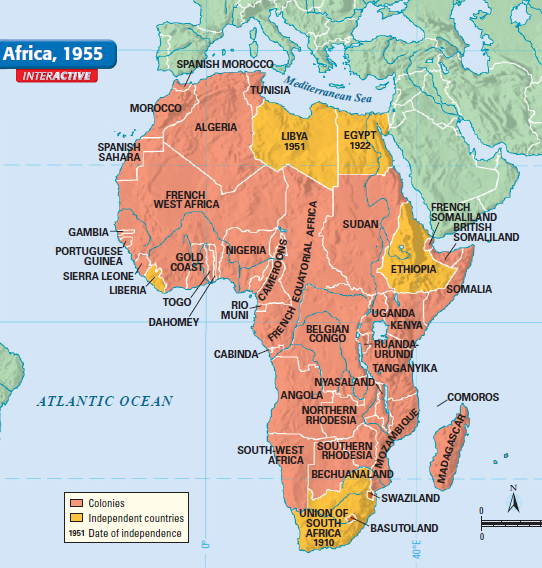 Africa, 1955
INTERACTIVE
SPANISH MOROCCO
TUNISIA
Mediterranean Sea
MOROCCO
ALGERIA
LIBYA
1951
EGYPT
1922
SPANISH
SAHARA
FRENCH
WEST AFRICA
FRENCH
SOMALILAND
BRITISH
SOMALILAND
GAMBIA
PORTUGUESE
GUINEA
SIERRA LEONE
LIBERIA
GOLD
COAST
NIGERIA
CAMEROONS
FRENCH EQUATORIAL AFRICA
SUDAN
ETHIOPIA
SOMALIA
TOGO
DAHOMEY
RIO
MUNI
UGANDA
KENYA
BELGIAN
CONGO
RUANDA-
URUNDI
CABINDA
TANGANYIKA
NYASALAND
ANGOLA
COMOROS
ATLANTIC OCEAN
NORTHERN
RHODESIA
MOZAMBIQUE
MADAGASCAR
SOUTH-WEST
AFRICA
SOUTHERN
RHODESIA
BECHUANALAND
SWAZILAND
UNION OF
SOUTH
AFRICA
1910
BASUTOLAND
Colonies
Independent countries
1951 Date of independence
N
0
0
0°
40°E